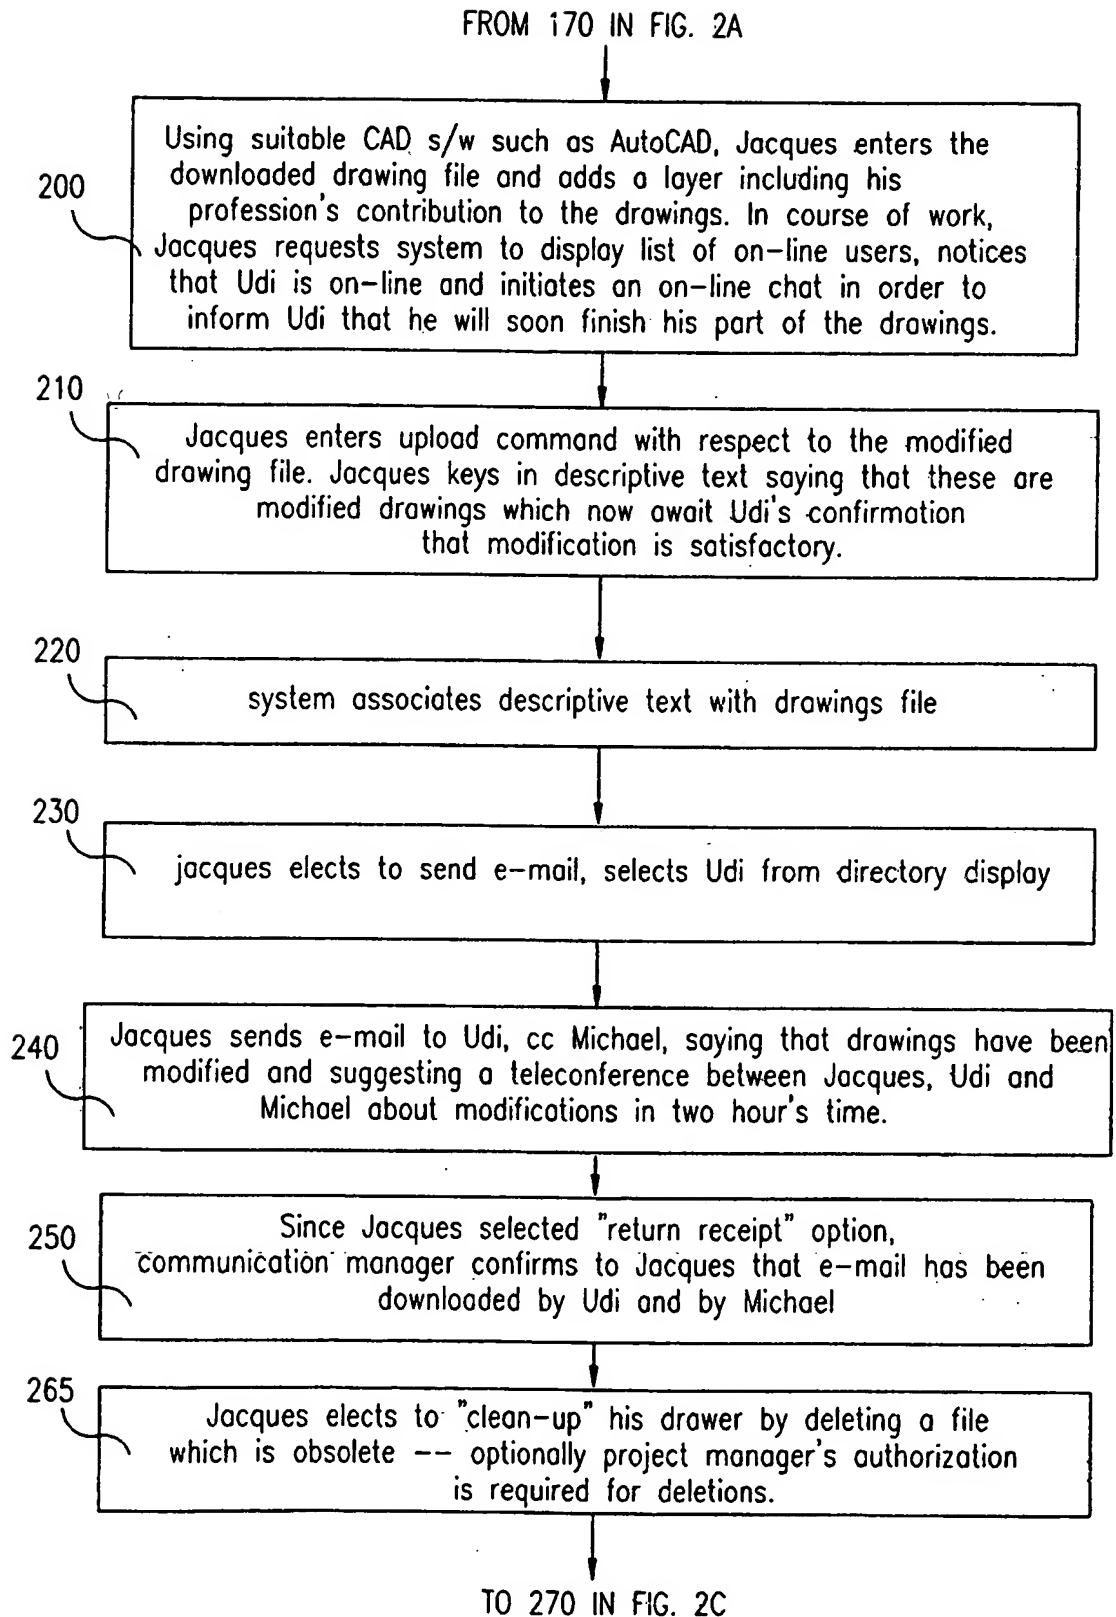 FROM 170 IN FIG. 2A
200
Using suitable CAD s/w such as AutoCAD, Jacques enters the
downloaded drawing file and adds a layer including his
profession's contribution to the drawings. In course of work,
Jacques requests system to display list of on-line users, notices
that Udi is on-line and initiates an on-line chat in order to
inform Udi that he will soon finish his part of the drawings.
210
Jacques enters upload command with respect to the modified
drawing file. Jacques keys in descriptive text saying that these are
modified drawings which now await Udi's confirmation
that modification is satisfactory.
220
system associates descriptive text with drawings file
230
jacques elects to send e-mail, selects Udi from directory display
240
Jacques sends e-mail to Udi, cc Michael, saying that drawings have been
modified and suggesting a teleconference between Jacques, Udi and
Michael about modifications in two hour's time.
250
Since Jacques selected "return receipt" option,
communication manager confirms to Jacques that e-mail has been
downloaded by Udi and by Michael
265
Jacques elects to "clean-up" his drawer by deleting a file
which is obsolete -- optionally project manager's authorization
is required for deletions.
TO 270 IN FIG. 2C